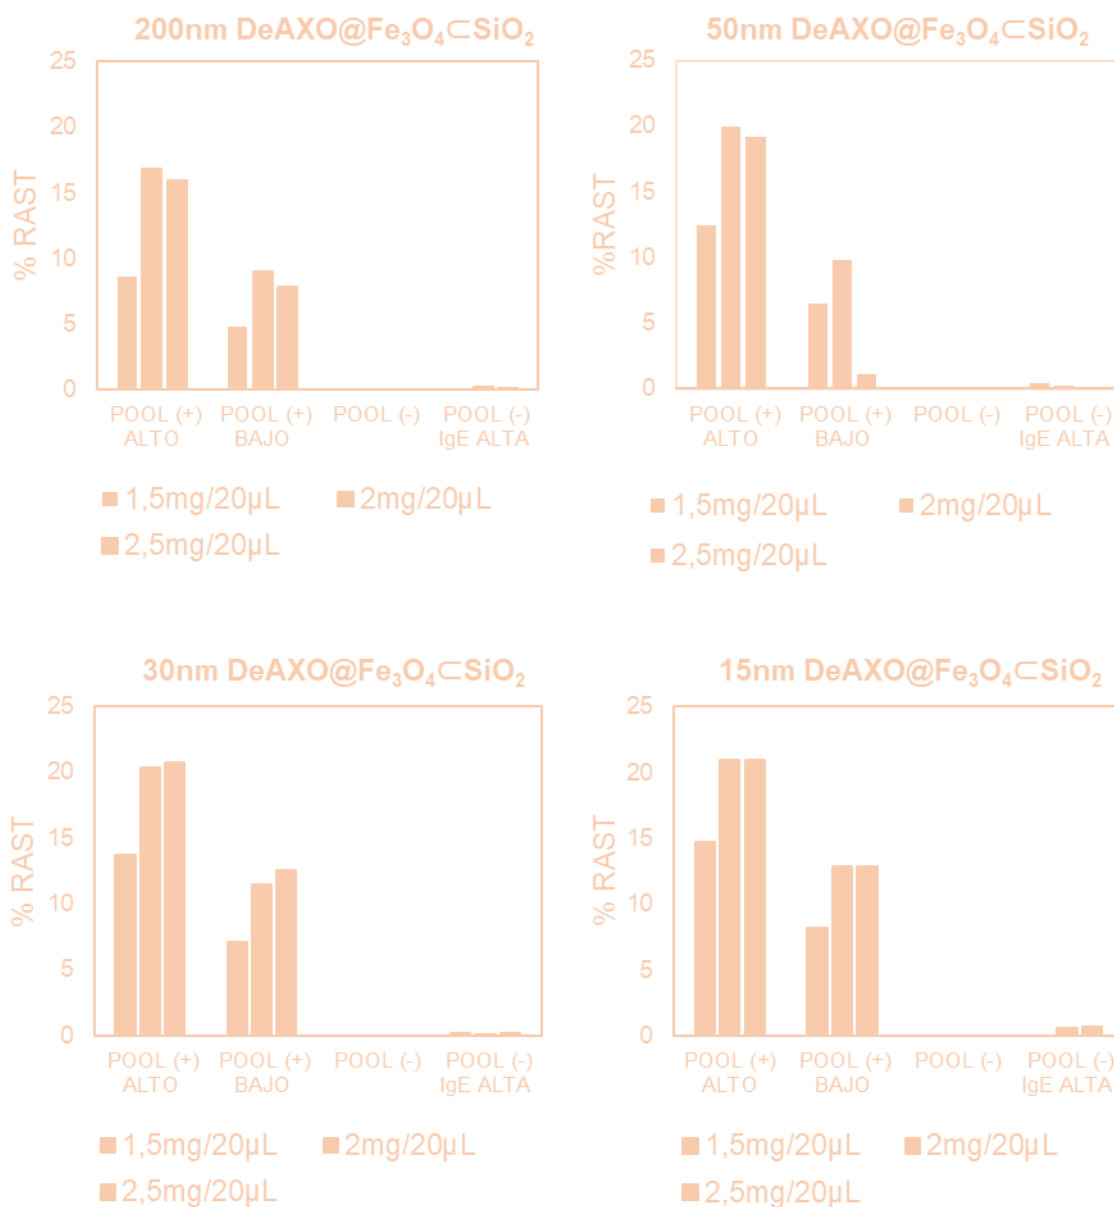 200nm DeAXO@Fe₃O₄⊂SiO₂
25
20
15
10
5
0
% RAST
POOL (+) ALTO
POOL (+) BAJO
POOL (-)
POOL (-) IgE ALTA
1,5mg/20µL
2mg/20µL
2,5mg/20µL
50nm DeAXO@Fe₃O₄⊂SiO₂
25
20
15
10
5
0
%RAST
POOL (+) ALTO
POOL (+) BAJO
POOL (-)
POOL (-) IgE ALTA
1,5mg/20µL
2mg/20µL
2,5mg/20µL
30nm DeAXO@Fe₃O₄⊂SiO₂
25
20
15
10
5
0
% RAST
POOL (+) ALTO
POOL (+) BAJO
POOL (-)
POOL (-) IgE ALTA
1,5mg/20µL
2mg/20µL
2,5mg/20µL
15nm DeAXO@Fe₃O₄⊂SiO₂
25
20
15
10
5
0
% RAST
POOL (+) ALTO
POOL (+) BAJO
POOL (-)
POOL (-) IgE ALTA
1,5mg/20µL
2mg/20µL
2,5mg/20µL